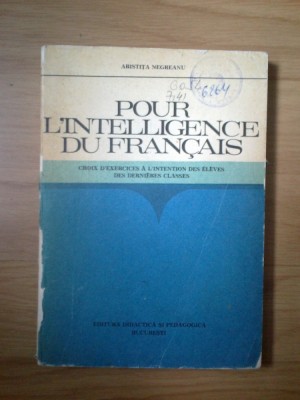 ARISTIȚA NEGREANU
6264
POUR
L'INTELLIGENCE
DU FRANÇAIS
CHOIX D'EXERCICES À L'INTENTION DES ÉLÈVES
DES DERNIÈRES CLASSES
EDITURA DIDACTICĂ ȘI PEDAGOGICĂ
BUCUREȘTI